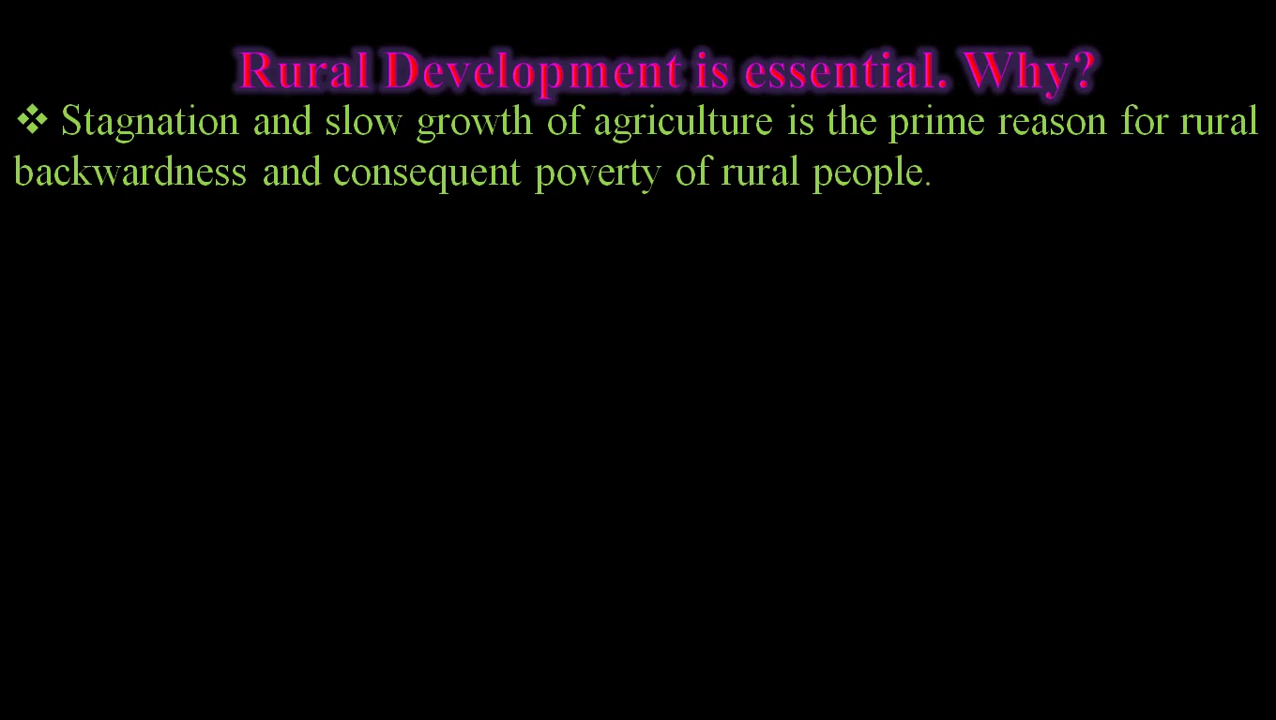 Rural Development is essential. Why?
❖ Stagnation and slow growth of agriculture is the prime reason for rural
backwardness and consequent poverty of rural people.